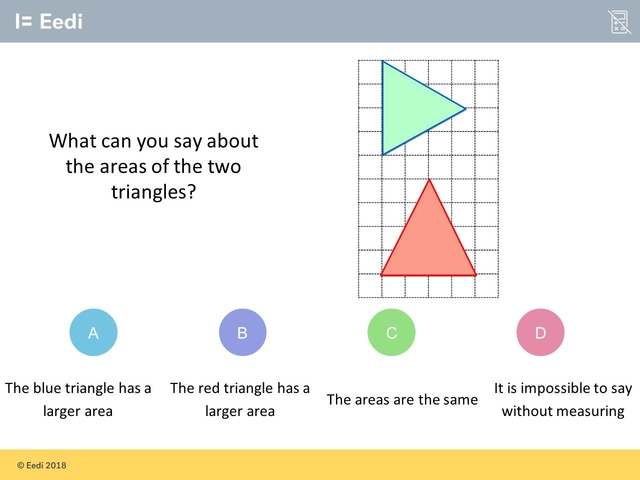 I= Eedi
What can you say about
the areas of the two
triangles?
A
B
C
D
The blue triangle has a
larger area
The red triangle has a
larger area
The areas are the same
It is impossible to say
without measuring
© Eedi 2018